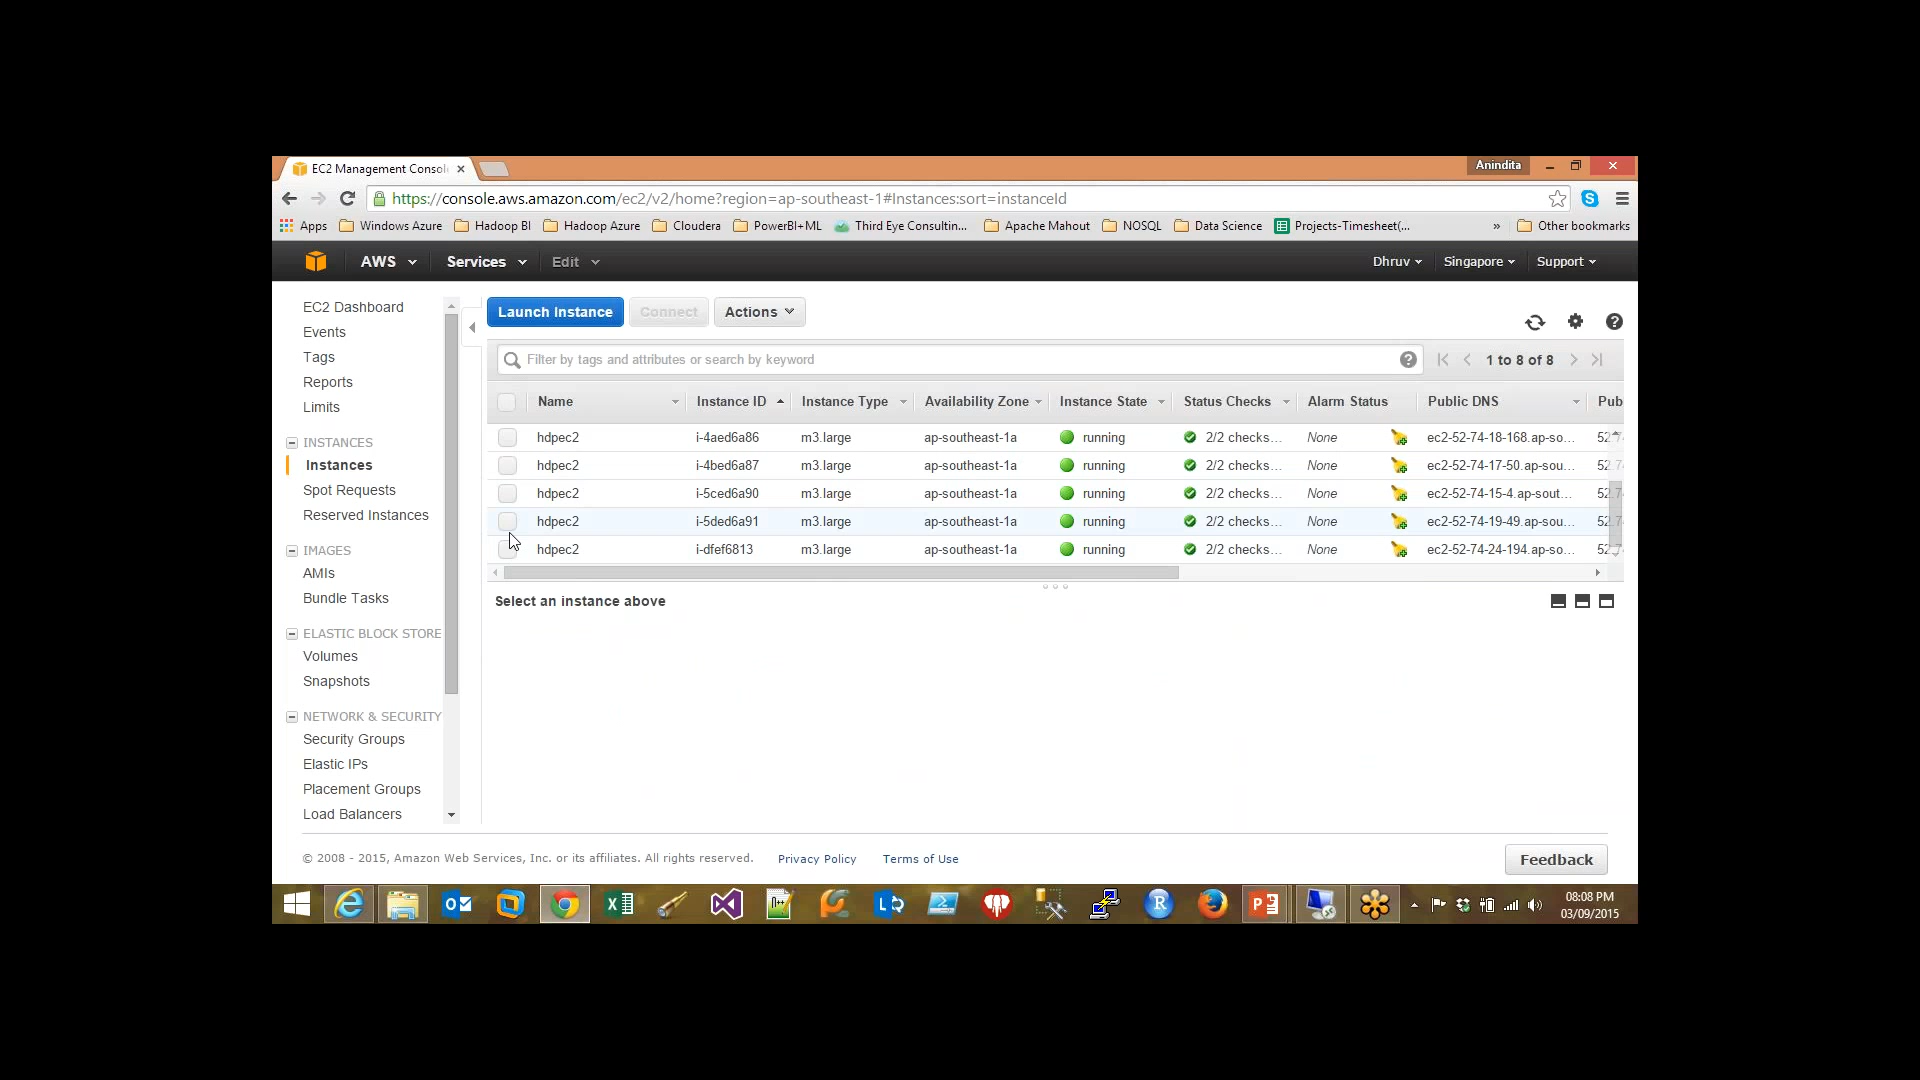 EC2 Management Consol
Anindita
https://console.aws.amazon.com/ec2/v2/home?region=ap-southeast-1#Instances:sort=instanceId
Apps Windows Azure Hadoop BI Hadoop Azure Cloudera PowerBI+ML Third Eye Consultin... Apache Mahout NOSQL Data Science Projects-Timesheet(... » Other bookmarks
AWS Services Edit Dhruv Singapore Support
EC2 Dashboard
Events
Tags
Reports
Limits
INSTANCES
Instances
Spot Requests
Reserved Instances
IMAGES
AMIs
Bundle Tasks
ELASTIC BLOCK STORE
Volumes
Snapshots
NETWORK & SECURITY
Security Groups
Elastic IPs
Placement Groups
Load Balancers
Launch Instance Connect Actions
Filter by tags and attributes or search by keyword
1 to 8 of 8
Name Instance ID Instance Type Availability Zone Instance State Status Checks Alarm Status Public DNS Pub
hdpec2 i-4aed6a86 m3.large ap-southeast-1a running 2/2 checks... None ec2-52-74-18-168.ap-so...
hdpec2 i-4bed6a87 m3.large ap-southeast-1a running 2/2 checks... None ec2-52-74-17-50.ap-sou...
hdpec2 i-5ced6a90 m3.large ap-southeast-1a running 2/2 checks... None ec2-52-74-15-4.ap-sout...
hdpec2 i-5ded6a91 m3.large ap-southeast-1a running 2/2 checks... None ec2-52-74-19-49.ap-sou...
hdpec2 i-dfef6813 m3.large ap-southeast-1a running 2/2 checks... None ec2-52-74-24-194.ap-so...
Select an instance above
© 2008 - 2015, Amazon Web Services, Inc. or its affiliates. All rights reserved. Privacy Policy Terms of Use
Feedback
08:08 PM
03/09/2015